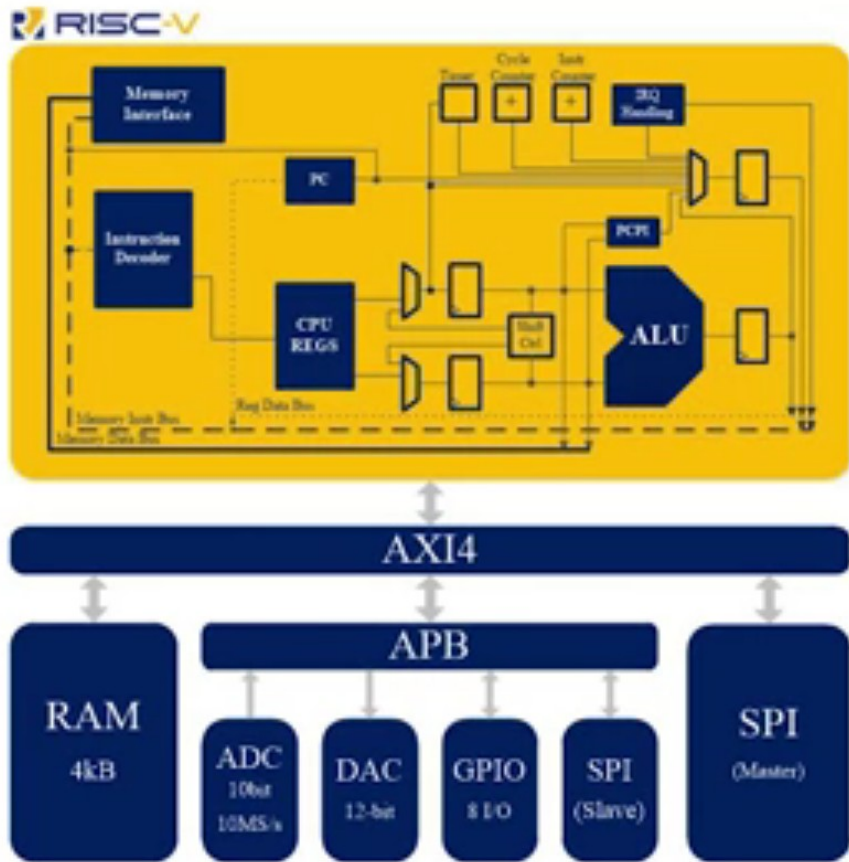 RISC-V
Timer
Cycle
Counter
+
Instr
Counter
+
IRQ
Handling
Memory
Interface
PC
Instruction
Decoder
PCPI
CPU
REGS
Shift
Ctrl
ALU
Reg Data Bus
Memory Instr Bus
Memory Data Bus
AXI4
APB
RAM
4kB
ADC
10bit
10MS/s
DAC
12-bit
GPIO
8 I/O
SPI
(Slave)
SPI
(Master)